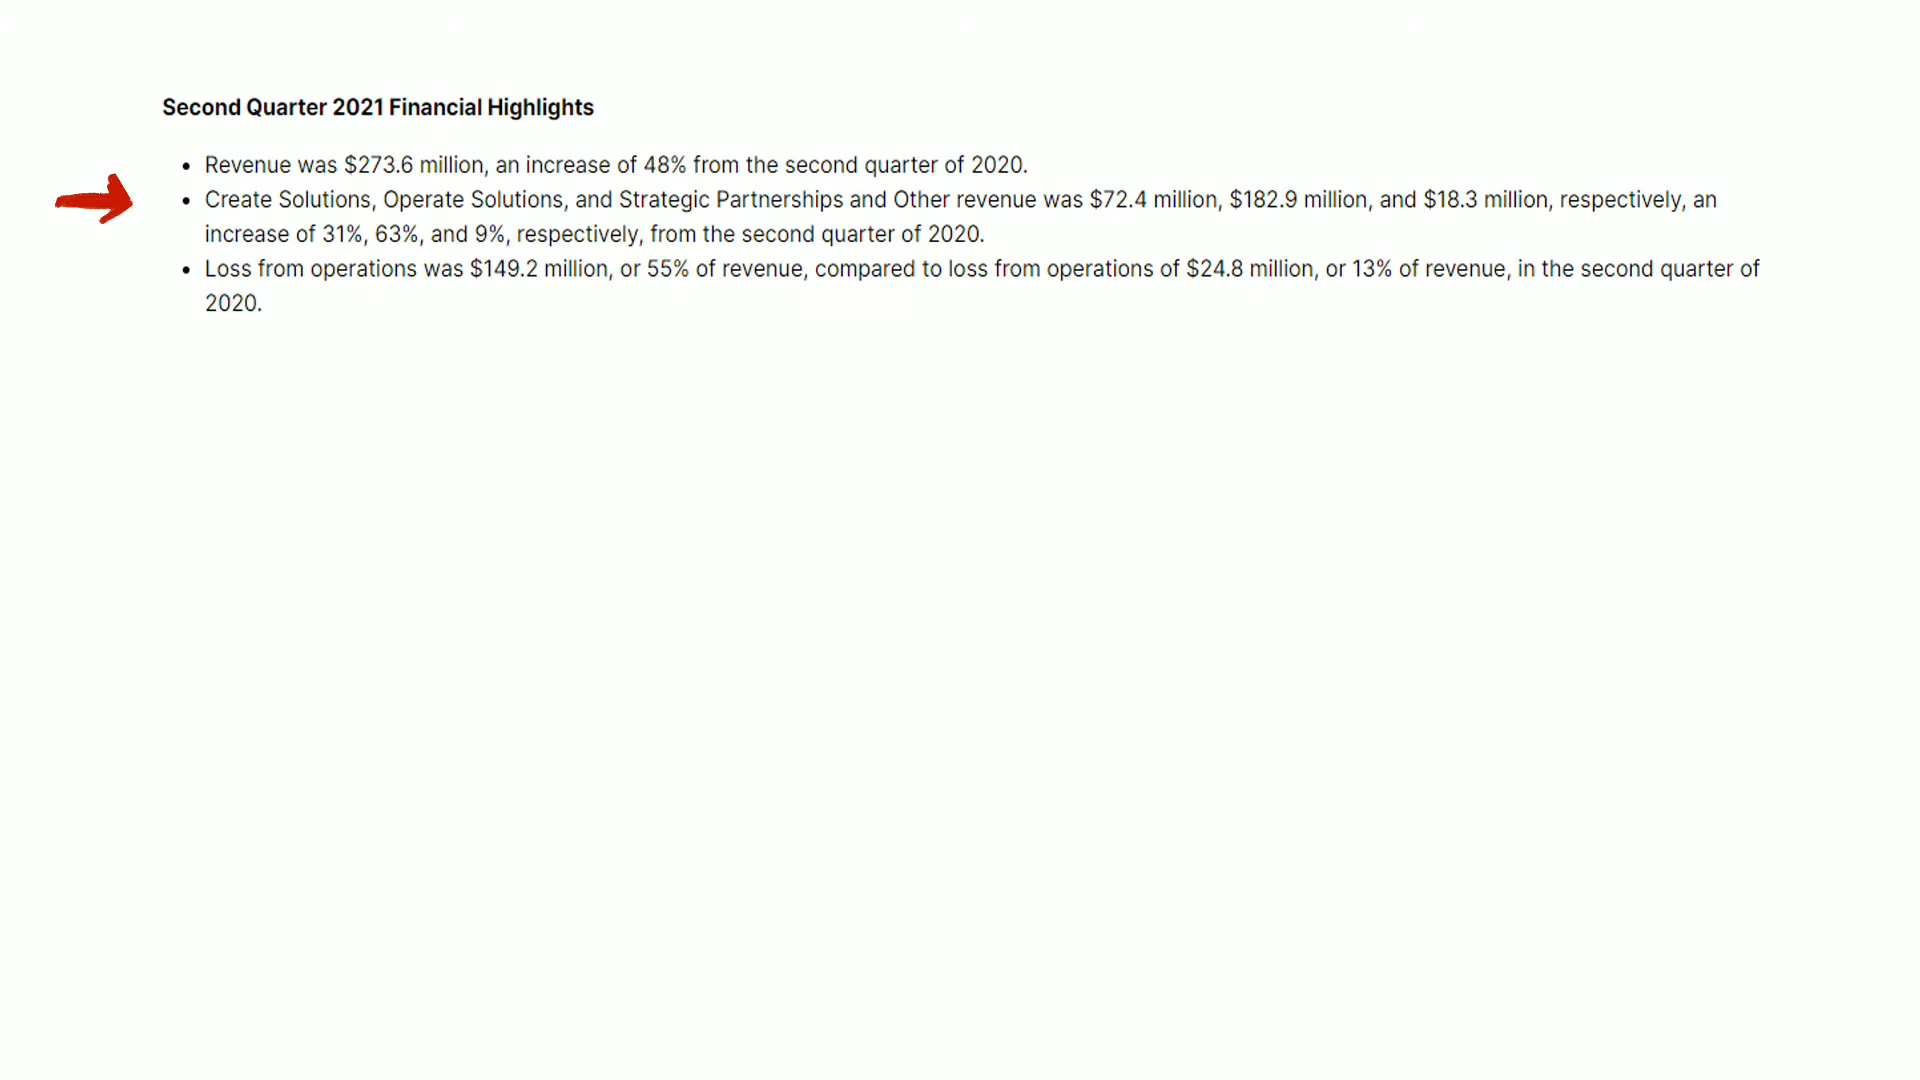 Second Quarter 2021 Financial Highlights
• Revenue was $273.6 million, an increase of 48% from the second quarter of 2020.
• Create Solutions, Operate Solutions, and Strategic Partnerships and Other revenue was $72.4 million, $182.9 million, and $18.3 million, respectively, an
increase of 31%, 63%, and 9%, respectively, from the second quarter of 2020.
• Loss from operations was $149.2 million, or 55% of revenue, compared to loss from operations of $24.8 million, or 13% of revenue, in the second quarter of
2020.